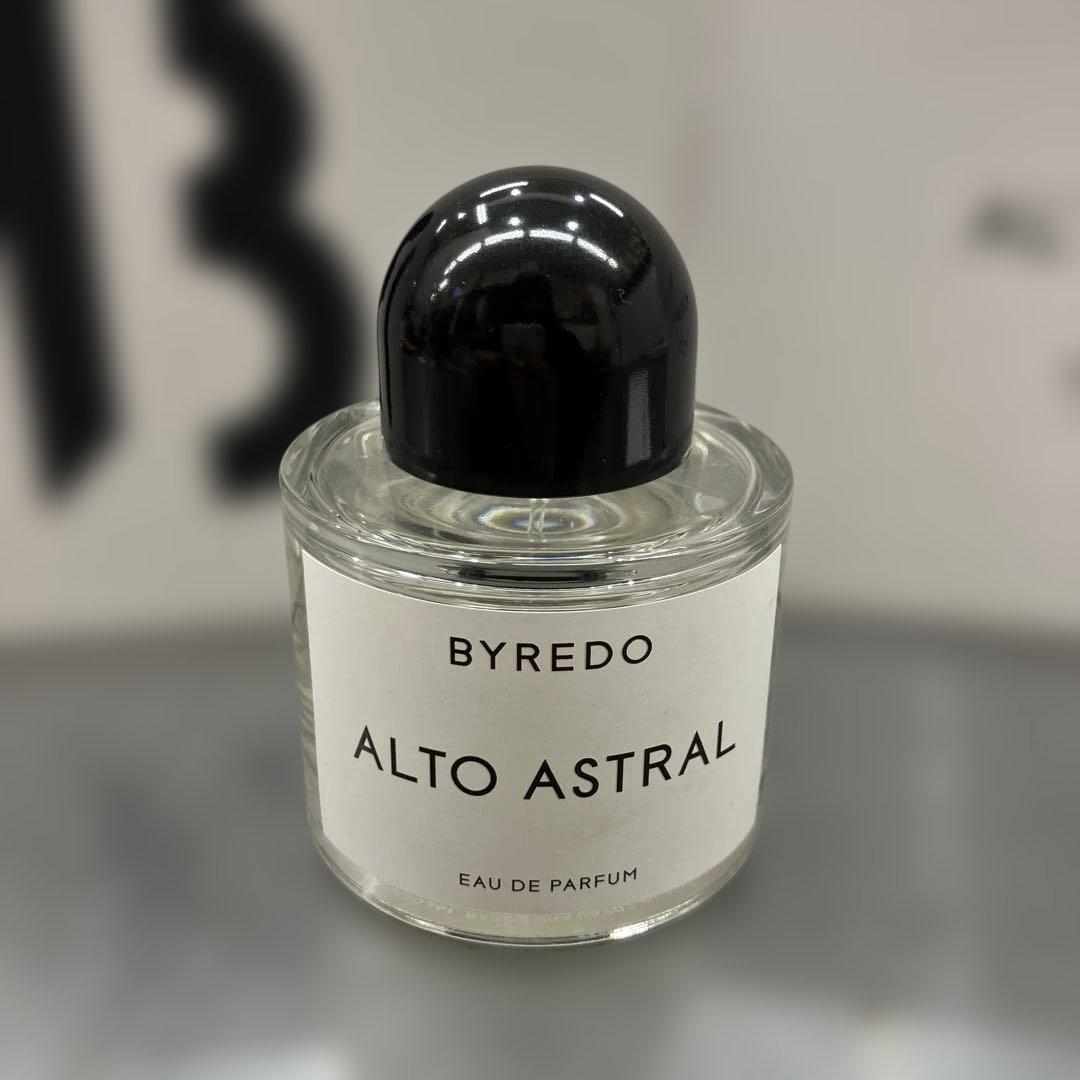 BYREDO
ALTO ASTRAL
EAU DE PARFUM